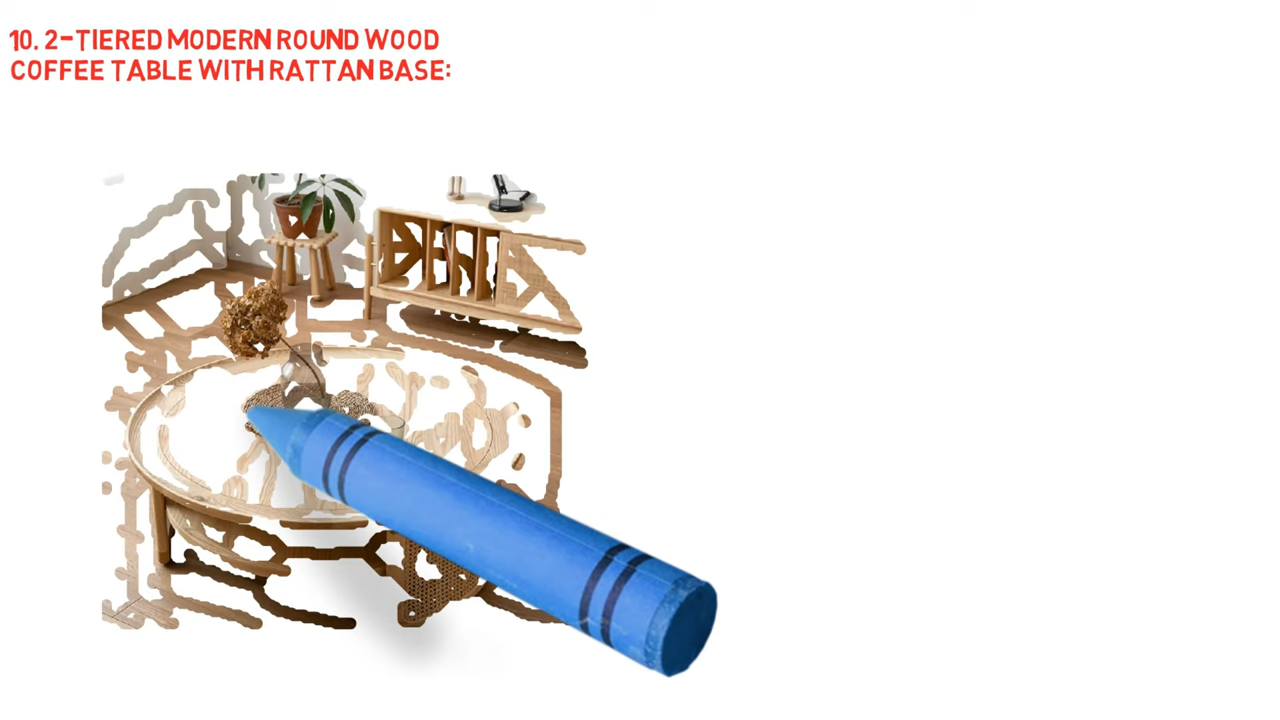 10. 2-TIERED MODERN ROUND WOOD
COFFEE TABLE WITH RATTAN BASE: